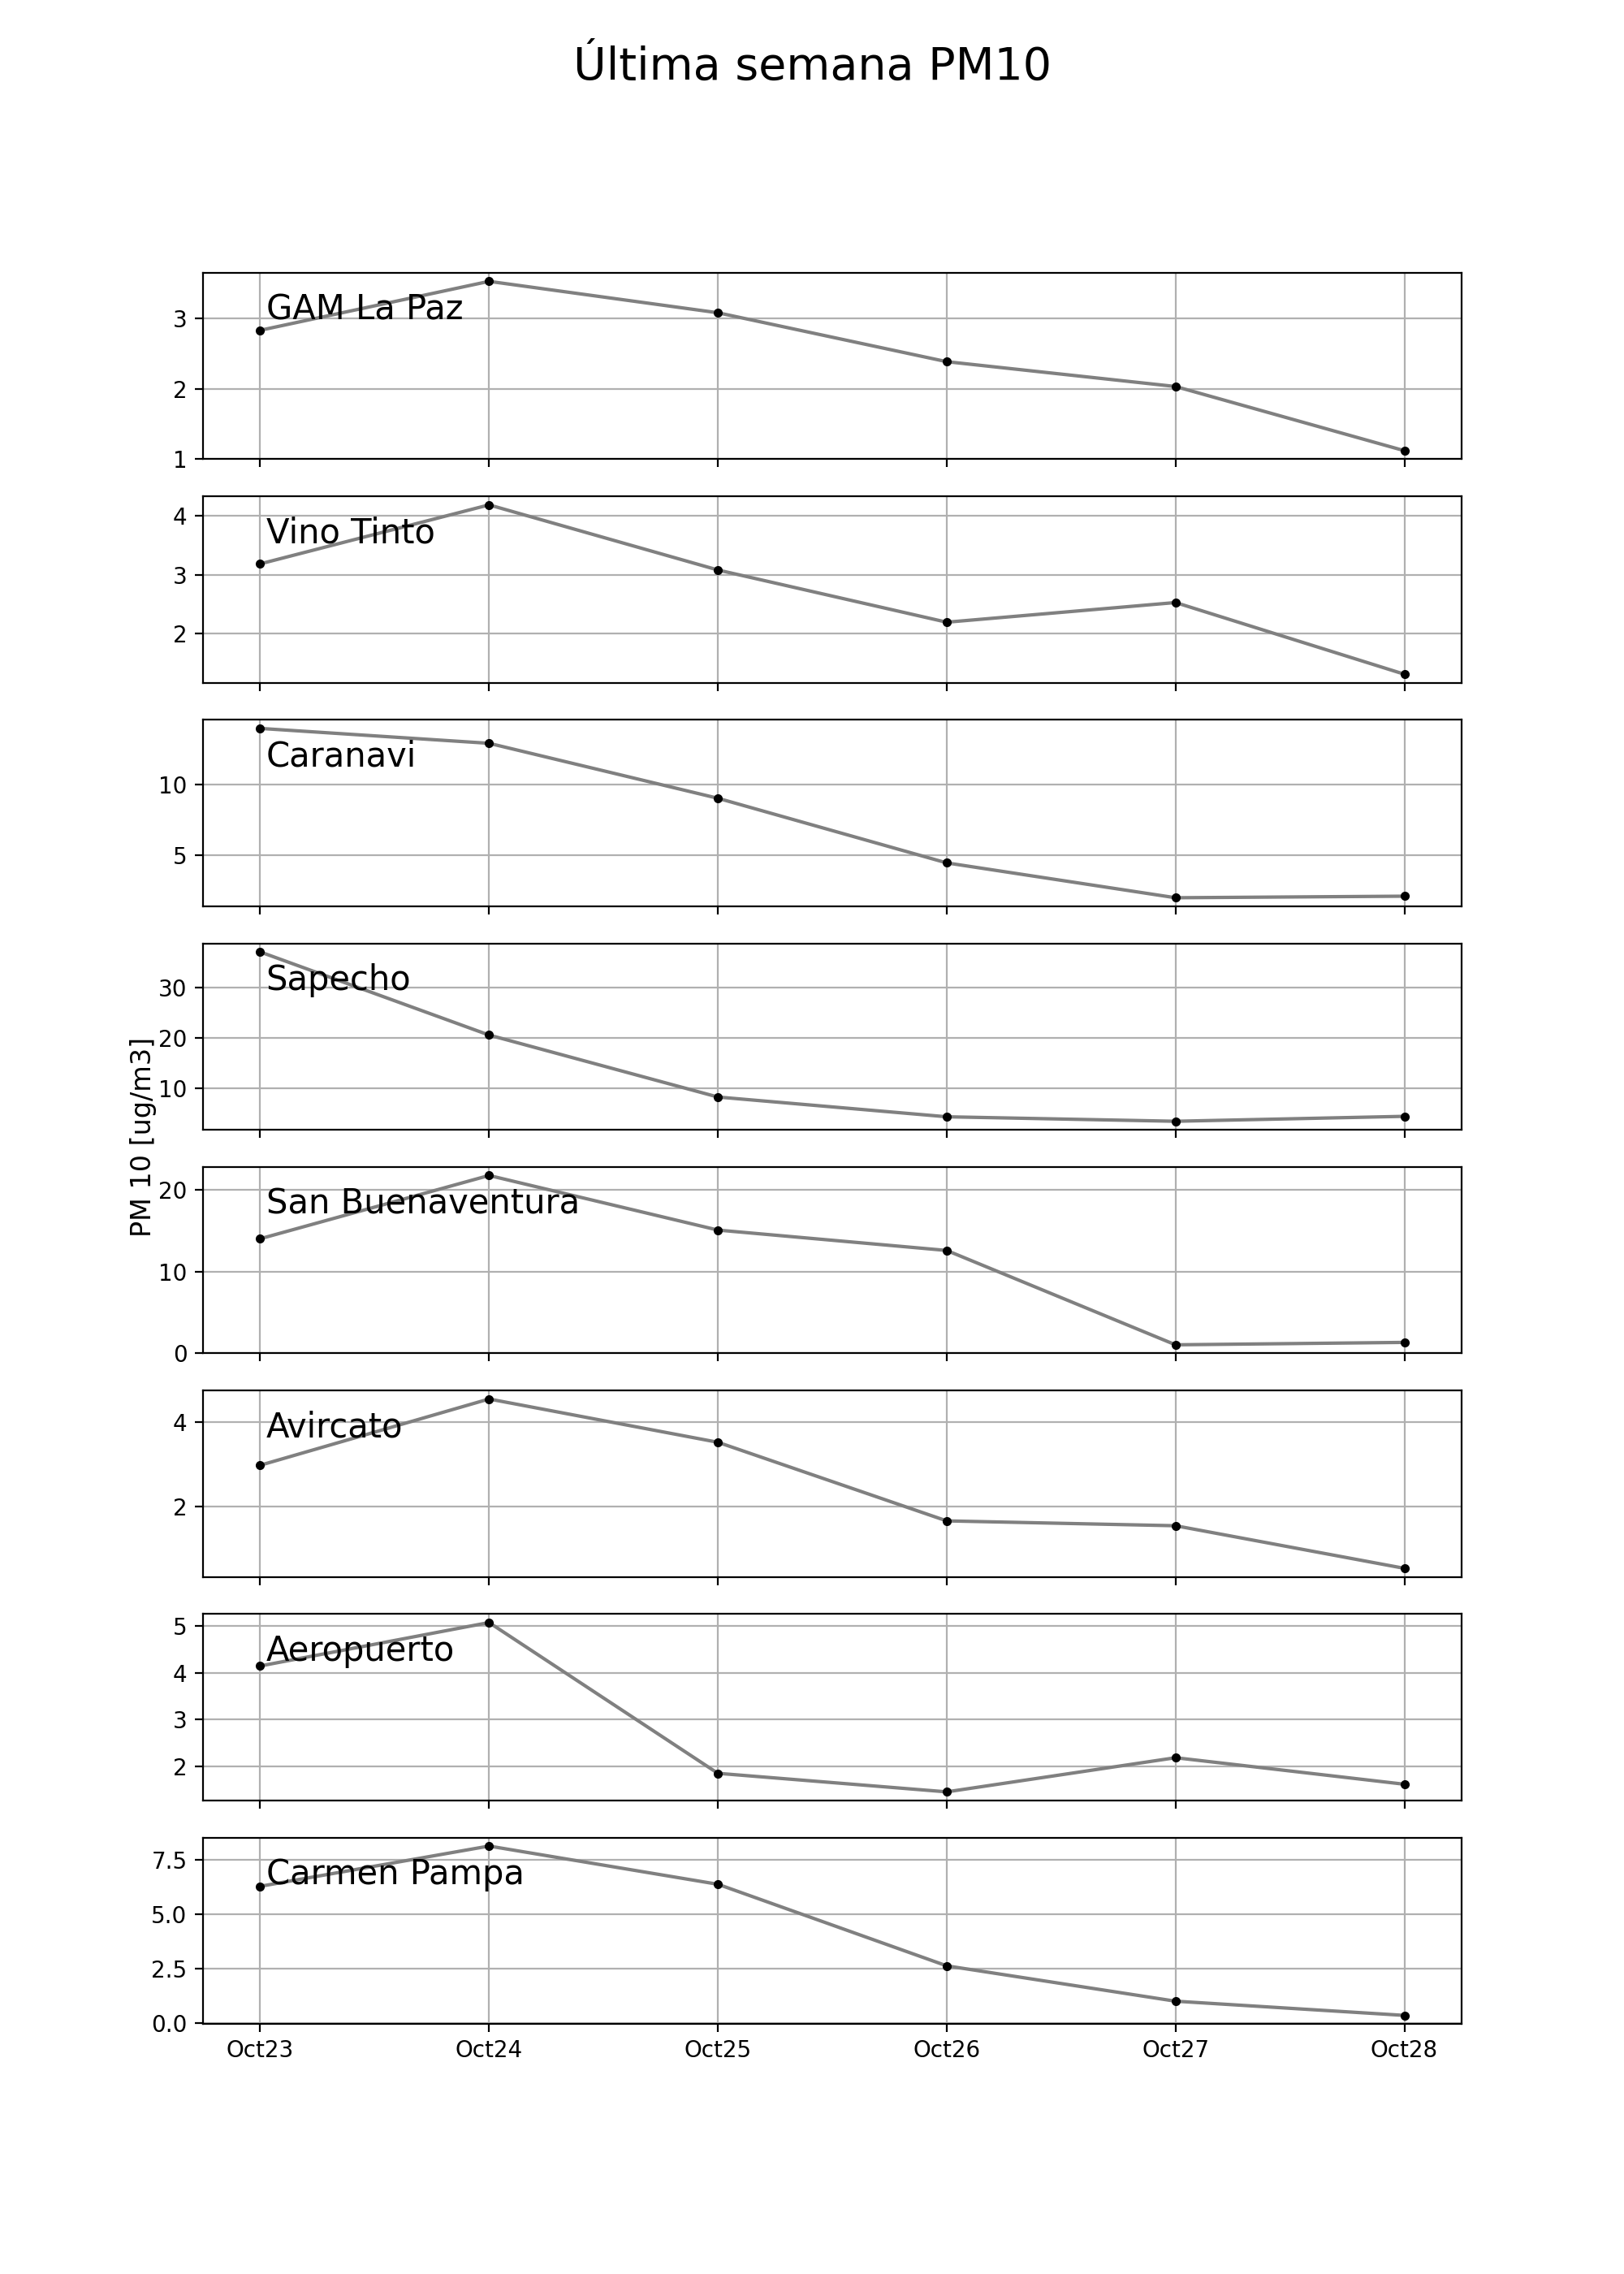 Última semana PM10
GAM La Paz
3
2
1
Vino Tinto
4
3
2
Caranavi
10
5
Sapecho
30
20
10
PM 10 [ug/m3]
San Buenaventura
20
10
0
Avircato
4
2
Aeropuerto
5
4
3
2
Carmen Pampa
7.5
5.0
2.5
0.0
Oct23 Oct24 Oct25 Oct26 Oct27 Oct28